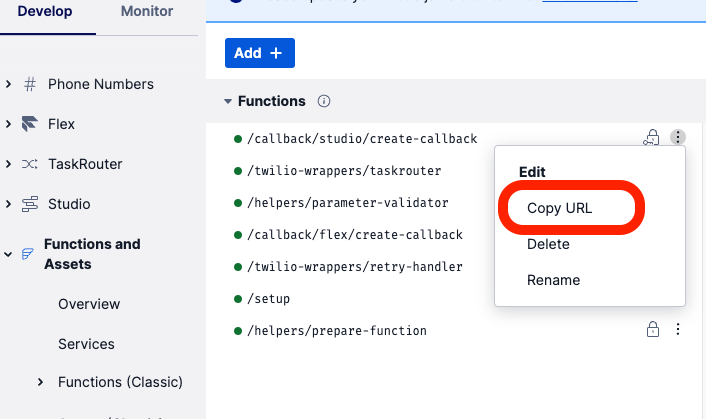 Develop
Monitor
Add +
Phone Numbers
Flex
TaskRouter
Studio
Functions and
Assets
Overview
Services
Functions (Classic)
Functions
/callback/studio/create-callback
/twilio-wrappers/taskrouter
/helpers/parameter-validator
/callback/flex/create-callback
/twilio-wrappers/retry-handler
/setup
/helpers/prepare-function
Edit
Copy URL
Delete
Rename